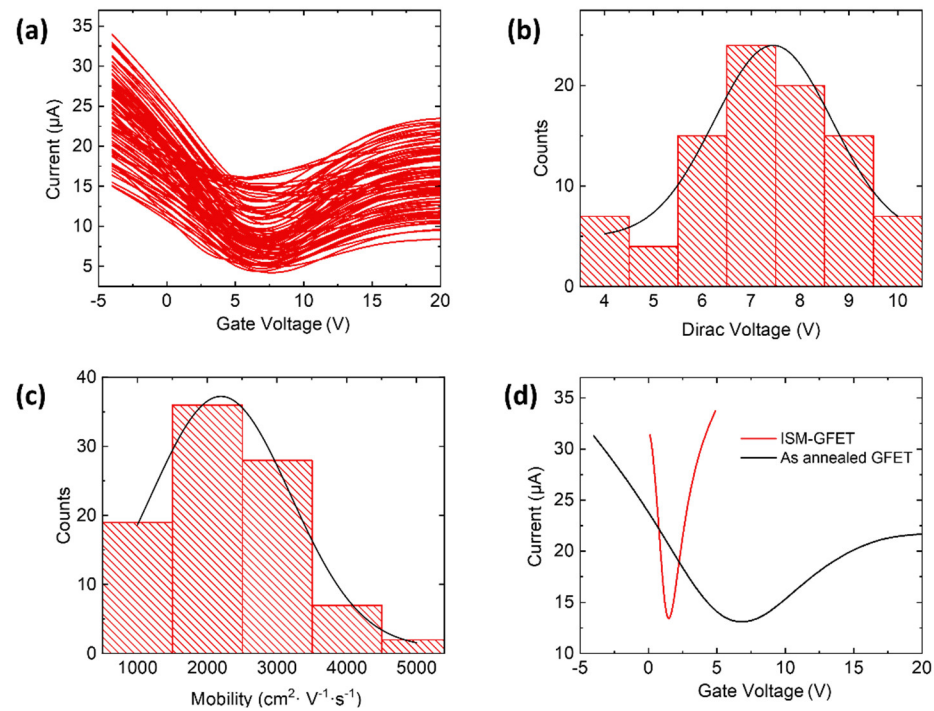 (a)
35
30
25
20
15
10
5
Current (μA)
-5 0 5 10 15 20
Gate Voltage (V)
(b)
20
10
0
Counts
4 5 6 7 8 9 10
Dirac Voltage (V)
(c)
40
30
20
10
0
Counts
1000 2000 3000 4000 5000
Mobility (cm²· V⁻¹·s⁻¹)
(d)
35
30
25
20
15
10
Current (μA)
ISM-GFET
As annealed GFET
-5 0 5 10 15 20
Gate Voltage (V)